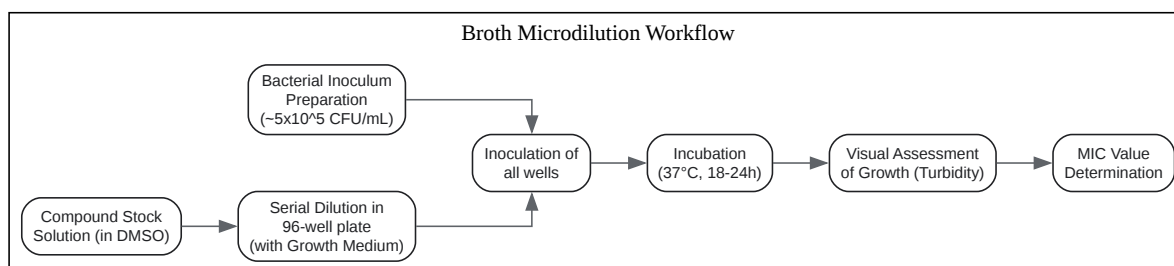 Broth Microdilution Workflow
Bacterial Inoculum
Preparation
(~5x10^5 CFU/mL)
Compound Stock
Solution (in DMSO)
Serial Dilution in
96-well plate
(with Growth Medium)
Inoculation of
all wells
Incubation
(37°C, 18-24h)
Visual Assessment
of Growth (Turbidity)
MIC Value
Determination